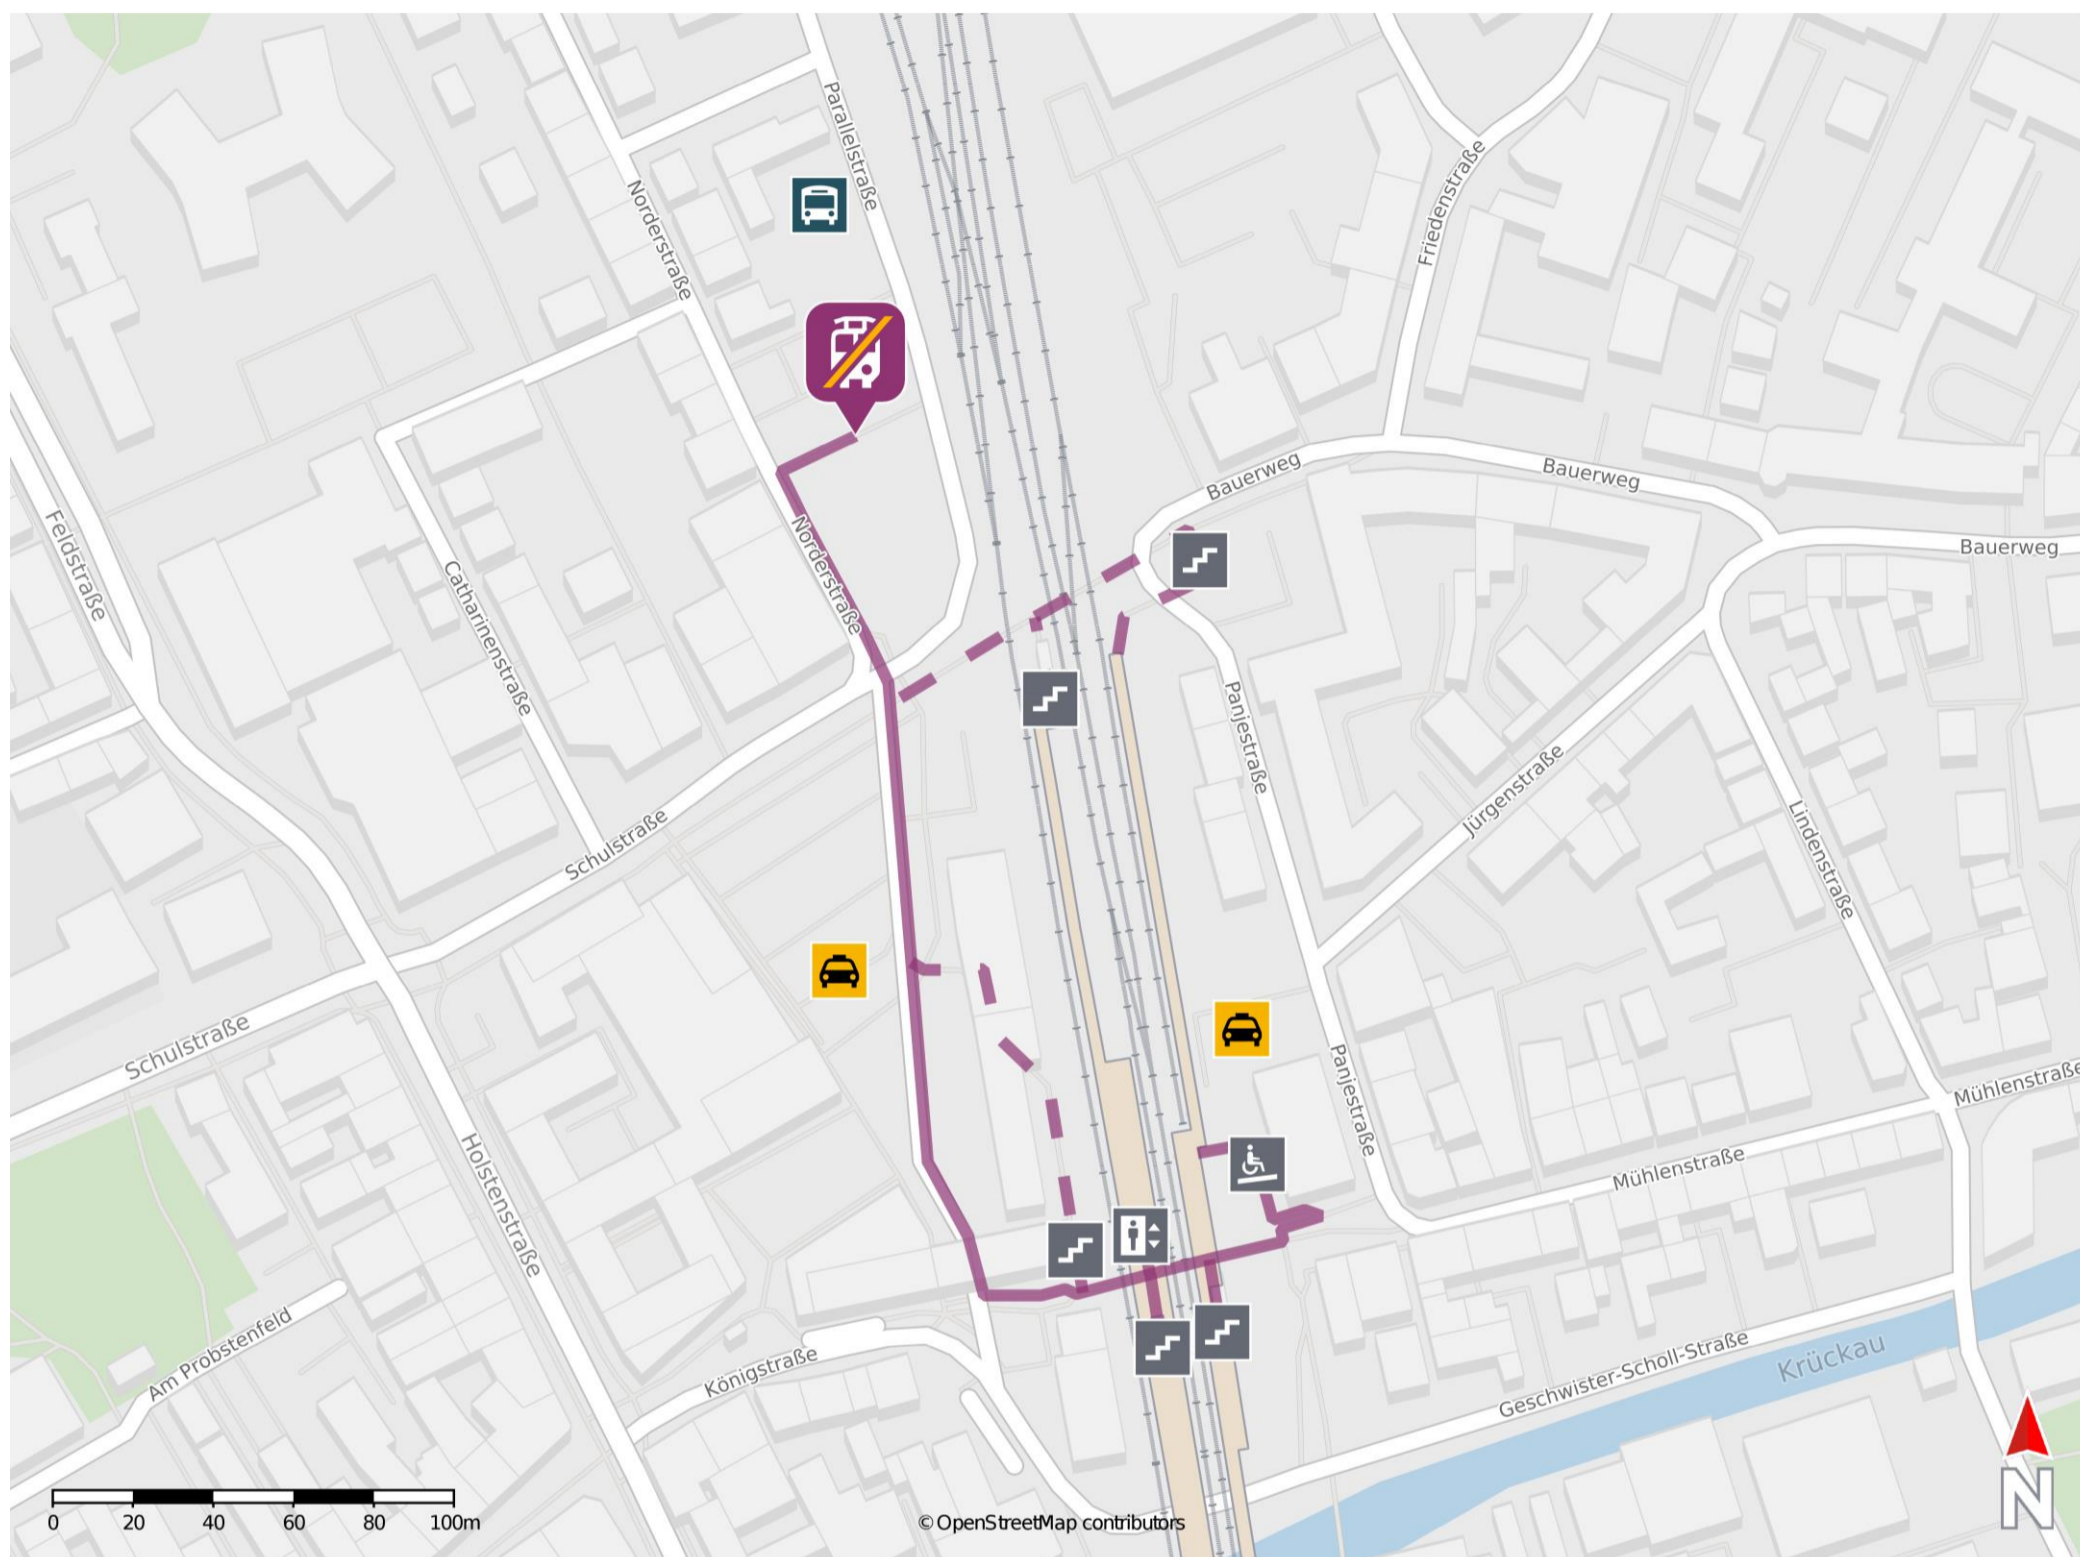 Parallelstraße
Norderstraße
Friedenstraße
Bauerweg
Bauerweg
Bauerweg
Feldstraße
Catharinenstraße
Norderstraße
Panjestraße
Jürgenstraße
Lindenstraße
Schulstraße
Schulstraße
Panjestraße
Mühlenstraße
Mühlenstraße
Holstenstraße
Am Probstenfeld
Königstraße
Geschwister-Scholl-Straße
Krückau
N
0 20 40 60 80 100m
© OpenStreetMap contributors